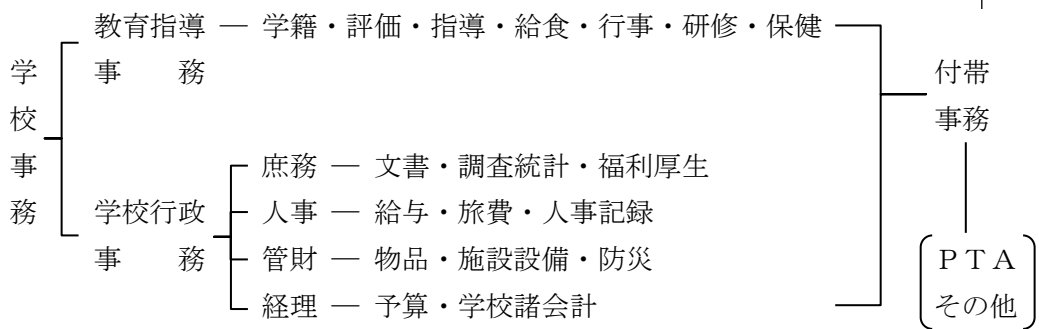 学校事務
教育指導事務 ― 学籍・評価・指導・給食・行事・研修・保健
学校行政事務
庶務 ― 文書・調査統計・福利厚生
人事 ― 給与・旅費・人事記録
管財 ― 物品・施設設備・防災
経理 ― 予算・学校諸会計
付帯事務
ＰＴＡ
その他